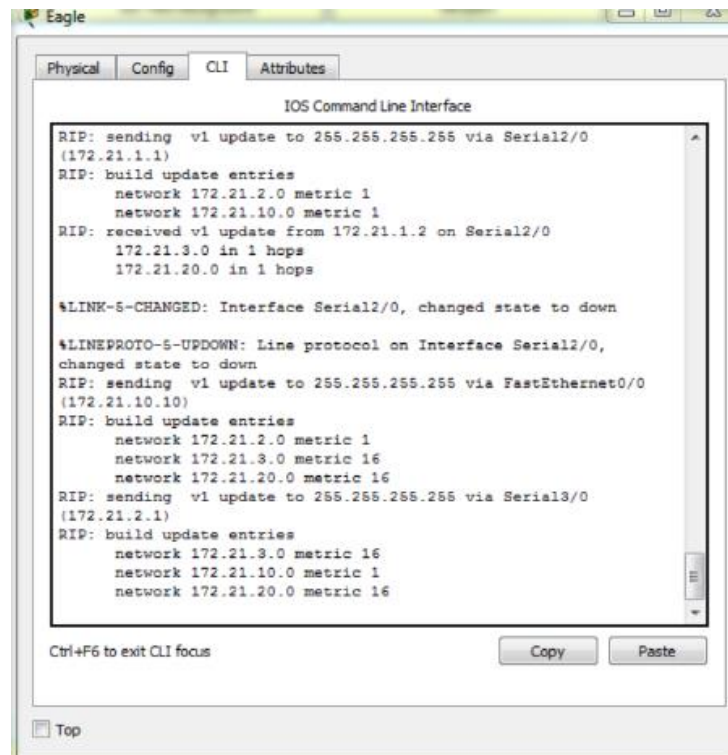 Eagle
Physical Config CLI Attributes
IOS Command Line Interface
RIP: sending  v1 update to 255.255.255.255 via Serial2/0
(172.21.1.1)
RIP: build update entries
      network 172.21.2.0 metric 1
      network 172.21.10.0 metric 1
RIP: received v1 update from 172.21.1.2 on Serial2/0
      172.21.3.0 in 1 hops
      172.21.20.0 in 1 hops
%LINK-5-CHANGED: Interface Serial2/0, changed state to down
%LINEPROTO-5-UPDOWN: Line protocol on Interface Serial2/0,
changed state to down
RIP: sending  v1 update to 255.255.255.255 via FastEthernet0/0
(172.21.10.10)
RIP: build update entries
      network 172.21.2.0 metric 1
      network 172.21.3.0 metric 16
      network 172.21.20.0 metric 16
RIP: sending  v1 update to 255.255.255.255 via Serial3/0
(172.21.2.1)
RIP: build update entries
      network 172.21.3.0 metric 16
      network 172.21.10.0 metric 1
      network 172.21.20.0 metric 16
Ctrl+F6 to exit CLI focus Copy Paste
Top